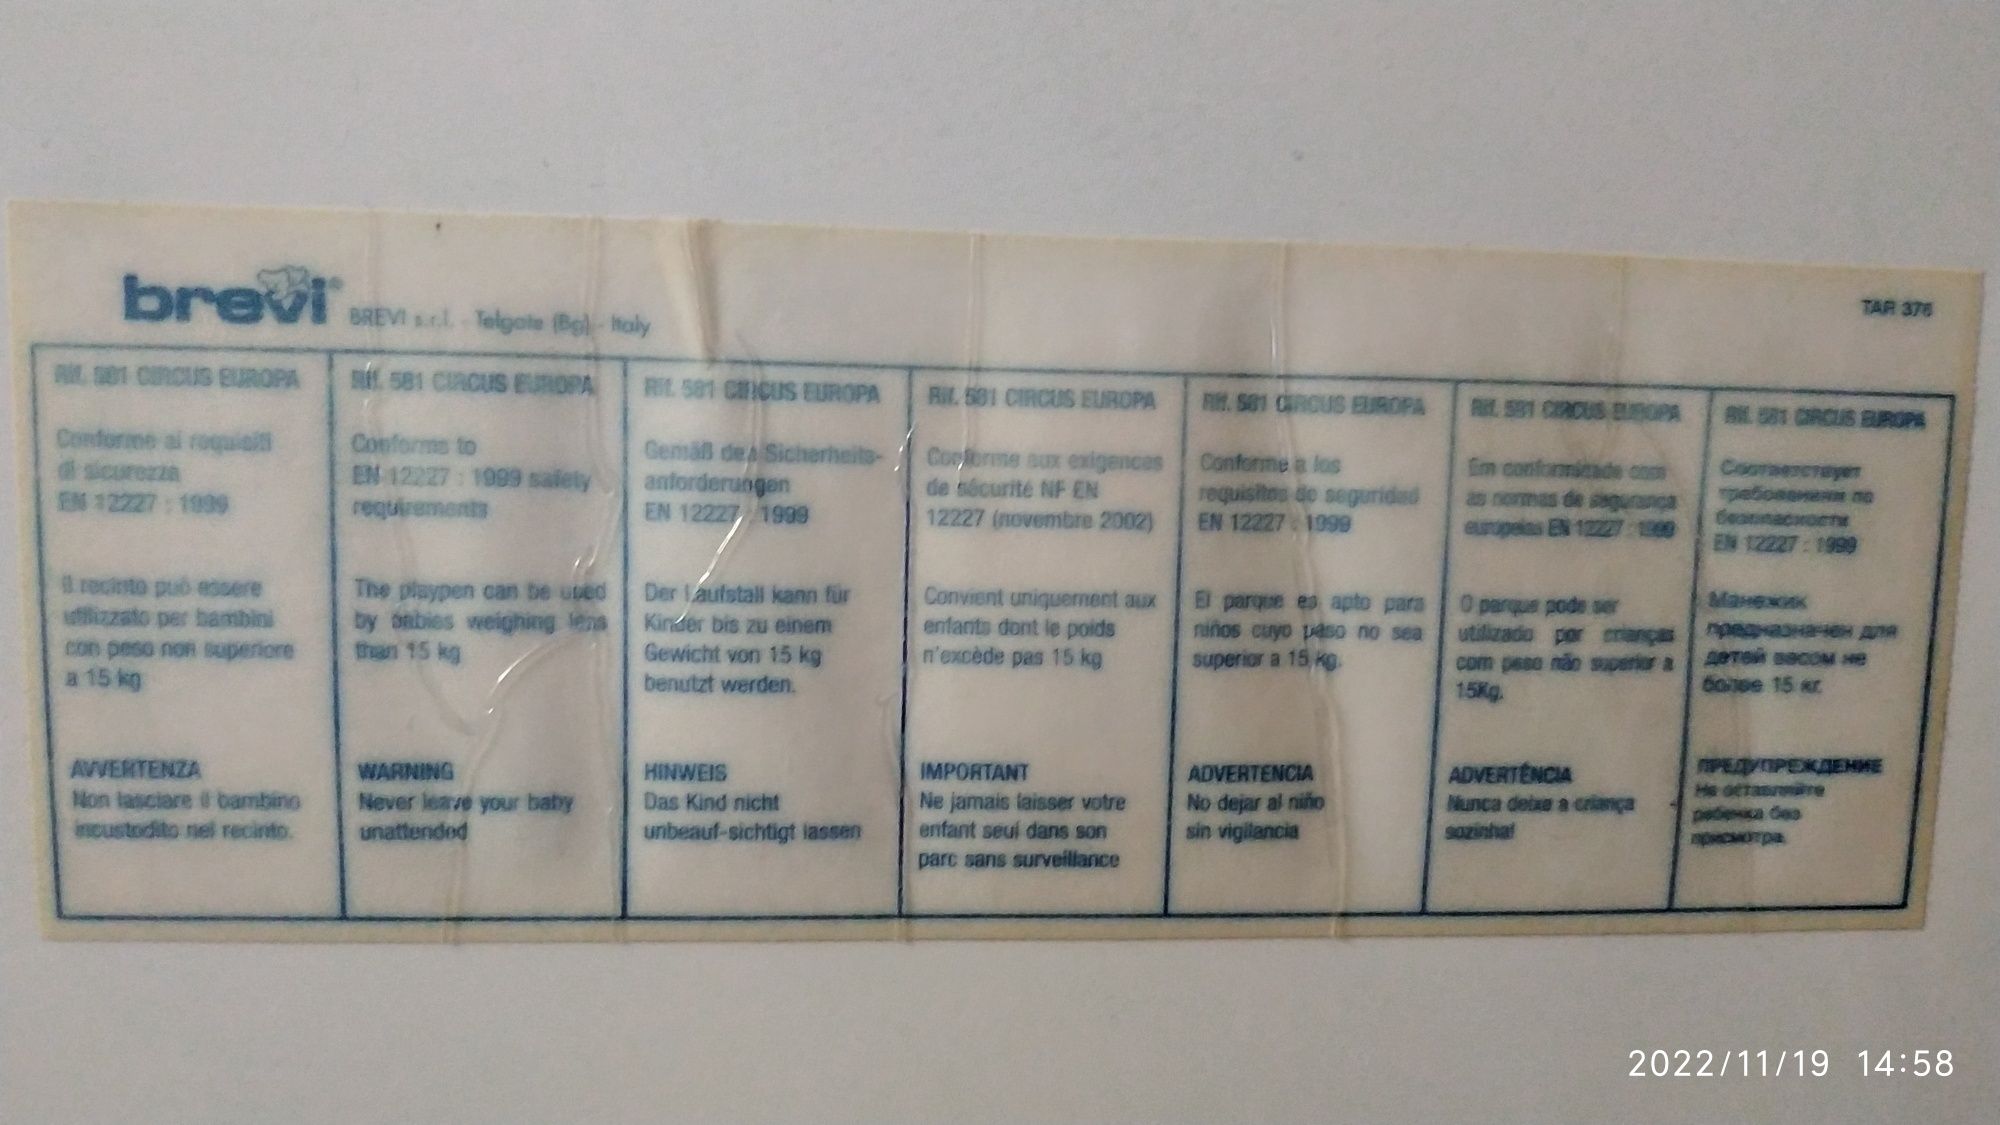 brevi®
BREVI s.r.l. - Telgate (Bg) - Italy
TAR 376
Rif. 581 CIRCUS EUROPA
Conforme ai requisiti
di sicurezza
EN 12227 : 1999
Il recinto può essere
utilizzato per bambini
con peso non superiore
a 15 kg
AVVERTENZA
Non lasciare il bambino
incustodito nel recinto.
Rif. 581 CIRCUS EUROPA
Conforms to
EN 12227 : 1999 safety
requirements
The playpen can be used
by babies weighing less
than 15 kg
WARNING
Never leave your baby
unattended
Rif. 581 CIRCUS EUROPA
Gemäß den Sicherheits-
anforderungen
EN 12227 : 1999
Der Laufstall kann für
Kinder bis zu einem
Gewicht von 15 kg
benutzt werden.
HINWEIS
Das Kind nicht
unbeauf-sichtigt lassen
Rif. 581 CIRCUS EUROPA
Conforme aux exigences
de sécurité NF EN
12227 (novembre 2002)
Convient uniquement aux
enfants dont le poids
n'excède pas 15 kg
IMPORTANT
Ne jamais laisser votre
enfant seul dans son
parc sans surveillance
Rif. 581 CIRCUS EUROPA
Conforme a los
requisitos de seguridad
EN 12227 : 1999
El parque es apto para
niños cuyo peso no sea
superior a 15 kg.
ADVERTENCIA
No dejar al niño
sin vigilancia
Rif. 581 CIRCUS EUROPA
Em conformidade com
as normas de segurança
europeias EN 12227 : 1999
O parque pode ser
utilizado por crianças
com peso não superior a
15Kg.
ADVERTÊNCIA
Nunca deixe a criança
sozinha!
Rif. 581 CIRCUS EUROPA
Соответствует
требованиям по
безопасности
EN 12227 : 1999
Манежик
предназначен для
детей весом не
более 15 кг.
ПРЕДУПРЕЖДЕНИЕ
Не оставляйте
ребенка без
присмотра.
2022/11/19 14:58